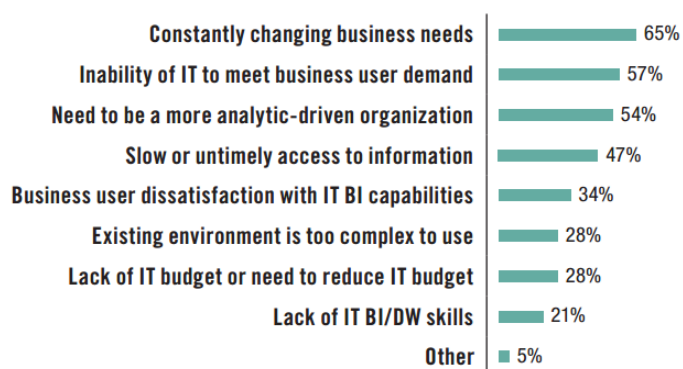 Constantly changing business needs 65%
Inability of IT to meet business user demand 57%
Need to be a more analytic-driven organization 54%
Slow or untimely access to information 47%
Business user dissatisfaction with IT BI capabilities 34%
Existing environment is too complex to use 28%
Lack of IT budget or need to reduce IT budget 28%
Lack of IT BI/DW skills 21%
Other 5%